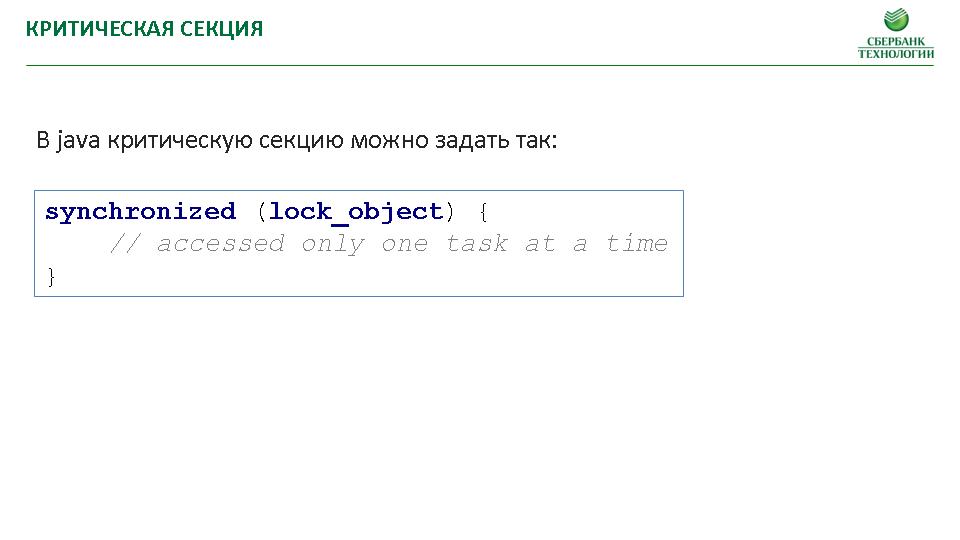 КРИТИЧЕСКАЯ СЕКЦИЯ
СБЕРБАНК
ТЕХНОЛОГИИ
В java критическую секцию можно задать так:
synchronized (lock_object) {
    // accessed only one task at a time
}